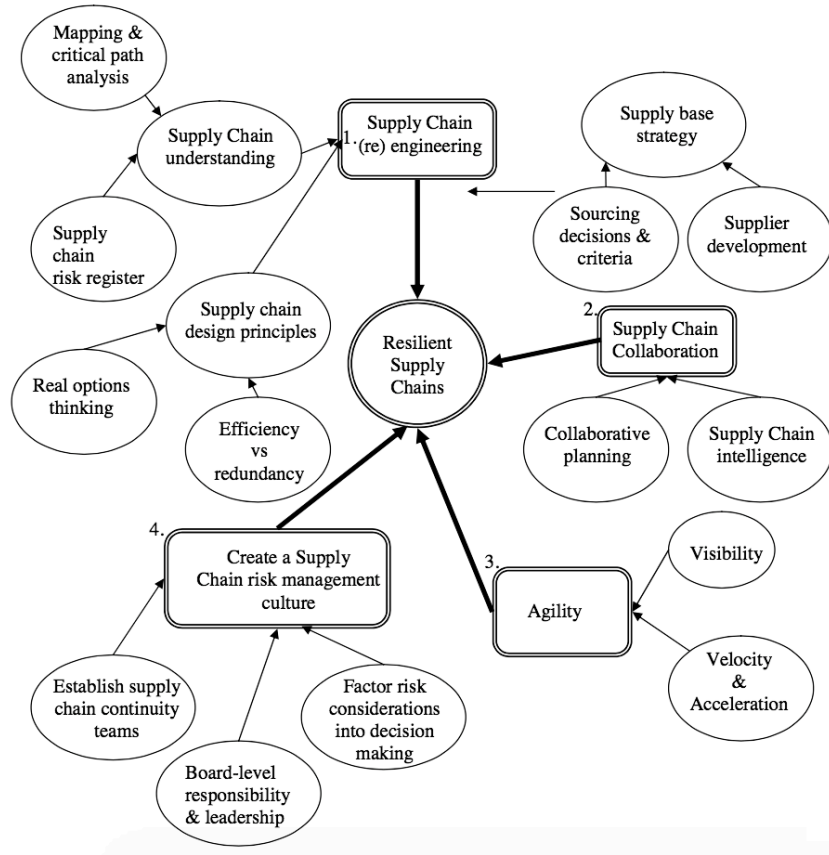 Mapping &
critical path
analysis
Supply Chain
understanding
Supply
chain
risk register
1.
Supply Chain
(re) engineering
Supply base
strategy
Sourcing
decisions &
criteria
Supplier
development
Supply chain
design principles
Real options
thinking
Efficiency
vs
redundancy
Resilient
Supply
Chains
2.
Supply Chain
Collaboration
Collaborative
planning
Supply Chain
intelligence
4.
Create a Supply
Chain risk management
culture
3.
Agility
Visibility
Velocity
&
Acceleration
Establish supply
chain continuity
teams
Board-level
responsibility
& leadership
Factor risk
considerations
into decision
making